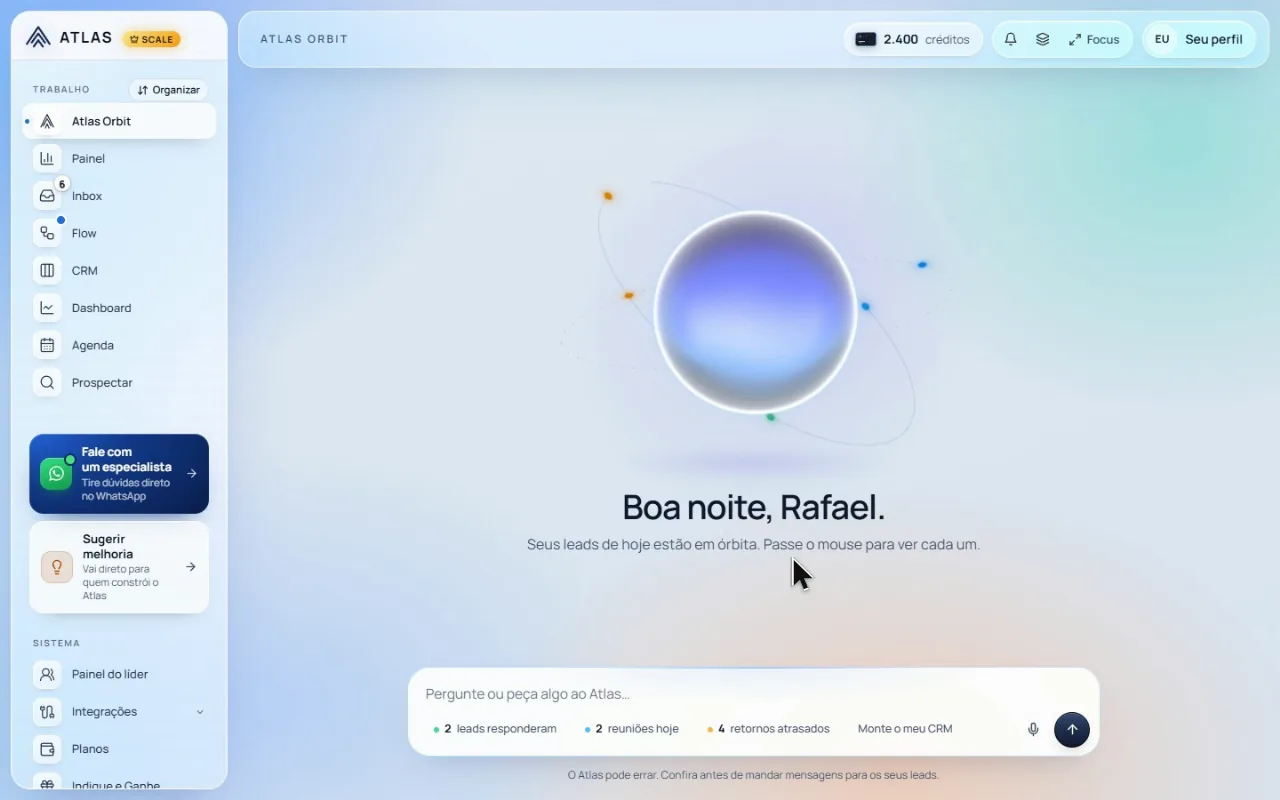 ATLAS
SCALE
TRABALHO
Organizar
Atlas Orbit
Painel
6
Inbox
Flow
CRM
Dashboard
Agenda
Prospectar
Fale com
um especialista
Tire dúvidas direto
no WhatsApp
Sugerir
melhoria
Vai direto para
quem constrói o
Atlas
SISTEMA
Painel do líder
Integrações
Planos
Indique e Ganhe
ATLAS ORBIT
2.400 créditos
Focus
EU
Seu perfil
Boa noite, Rafael.
Seus leads de hoje estão em órbita. Passe o mouse para ver cada um.
Pergunte ou peça algo ao Atlas...
2 leads responderam
2 reuniões hoje
4 retornos atrasados
Monte o meu CRM
O Atlas pode errar. Confira antes de mandar mensagens para os seus leads.